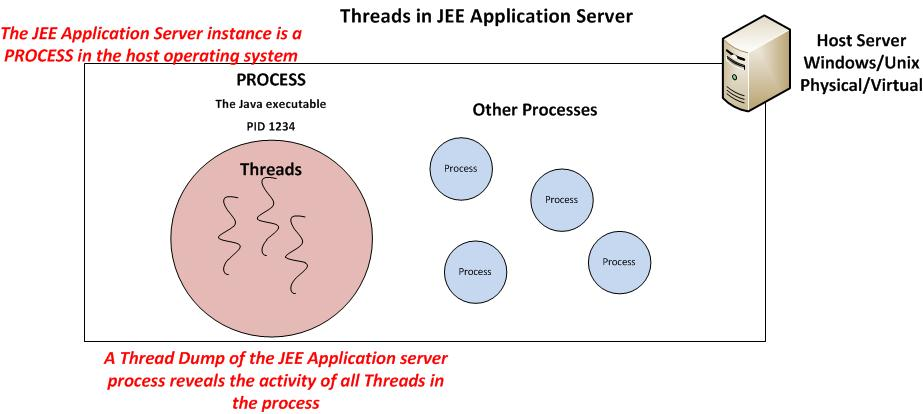 Threads in JEE Application Server
The JEE Application Server instance is a
PROCESS in the host operating system
Host Server
Windows/Unix
Physical/Virtual
PROCESS
The Java executable
PID 1234
Threads
Other Processes
Process
Process
Process
Process
A Thread Dump of the JEE Application server
process reveals the activity of all Threads in
the process